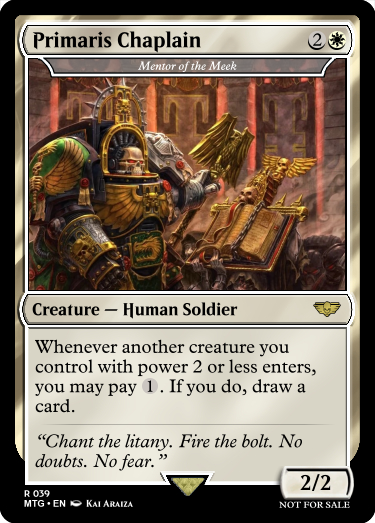 Primaris Chaplain 2
Mentor of the Meek
Creature — Human Soldier
Whenever another creature you
control with power 2 or less enters,
you may pay 1. If you do, draw a
card.
“Chant the litany. Fire the bolt. No
doubts. No fear.”
2/2
R 039
MTG • EN Kai Araiza
NOT FOR SALE